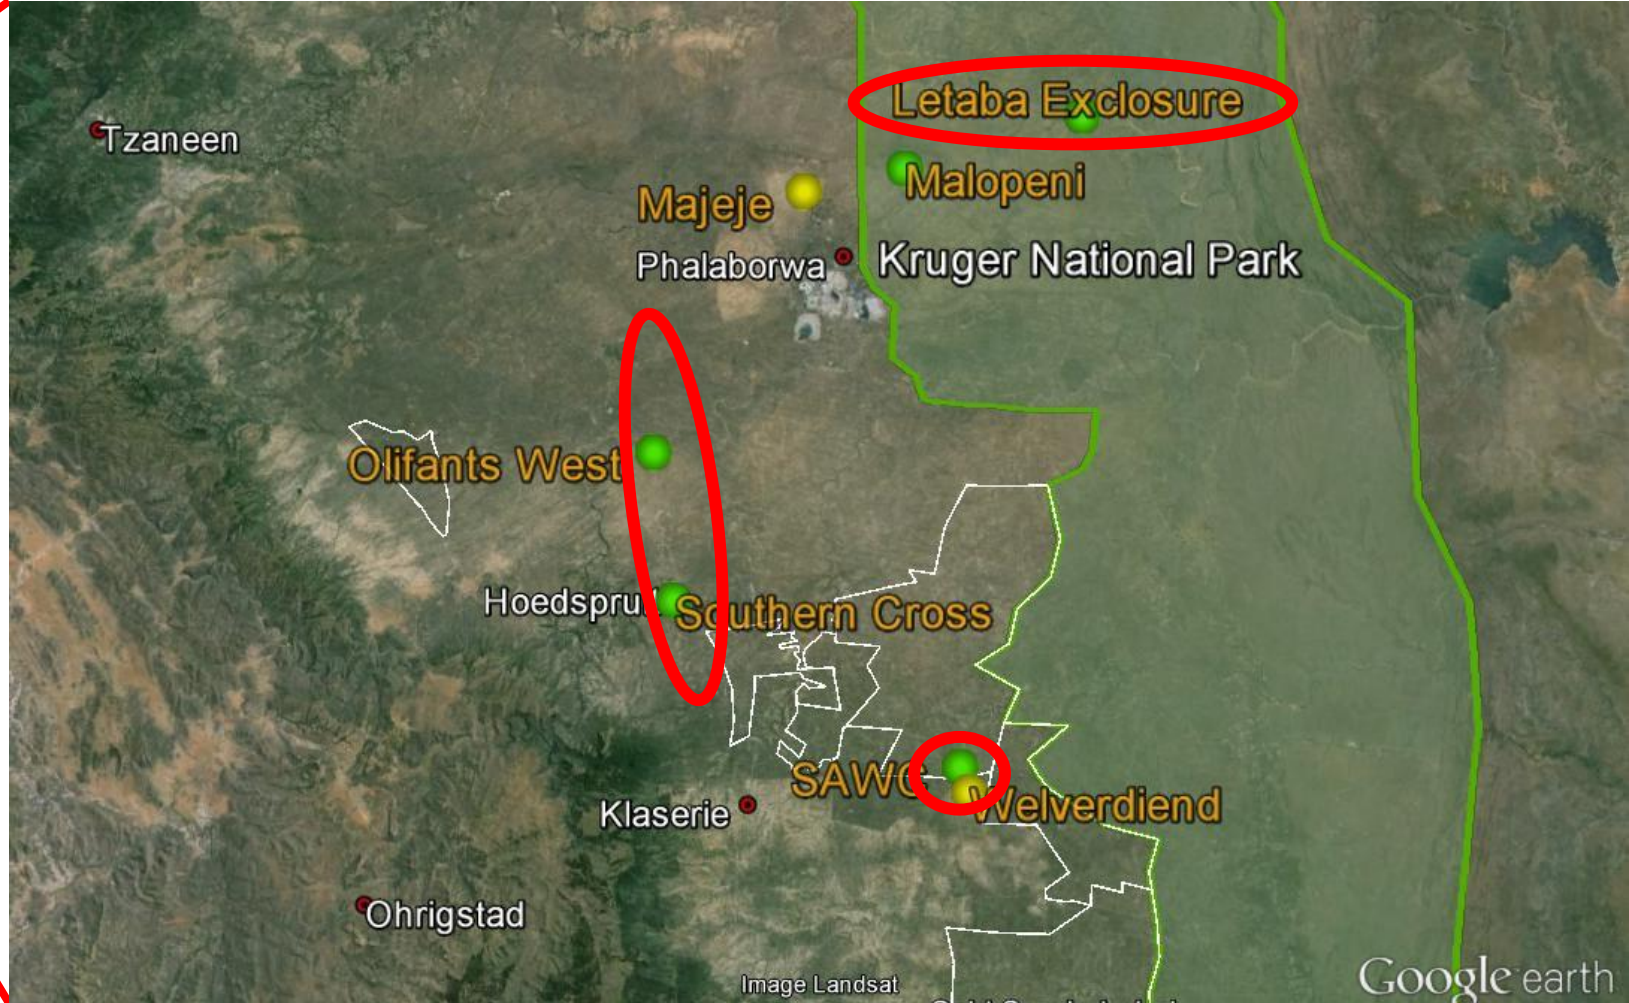 Letaba Exclosure
Tzaneen
Malopeni
Majeje
Phalaborwa
Kruger National Park
Olifants West
Hoedspruit
Southern Cross
SAWC
Welverdiend
Klaserie
Ohrigstad
Image Landsat
Google earth